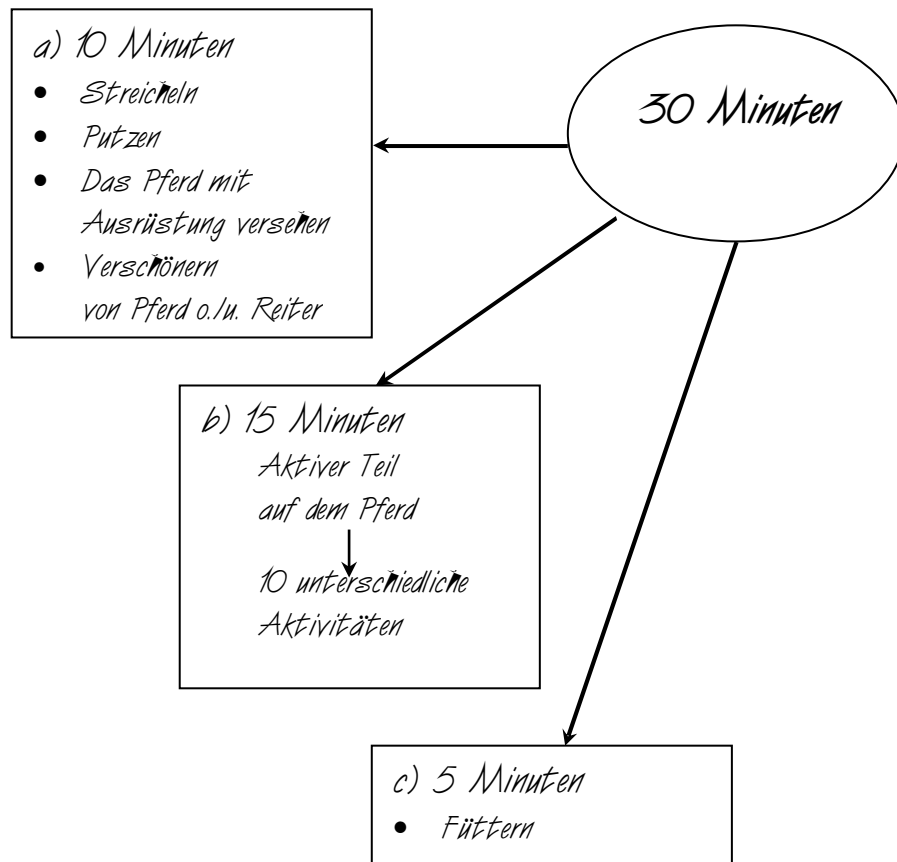 30 Minuten
a) 10 Minuten
• Streicheln
• Putzen
• Das Pferd mit
Ausrüstung versehen
• Verschönern
von Pferd o./u. Reiter
b) 15 Minuten
Aktiver Teil
auf dem Pferd
10 unterschiedliche
Aktivitäten
c) 5 Minuten
• Füttern